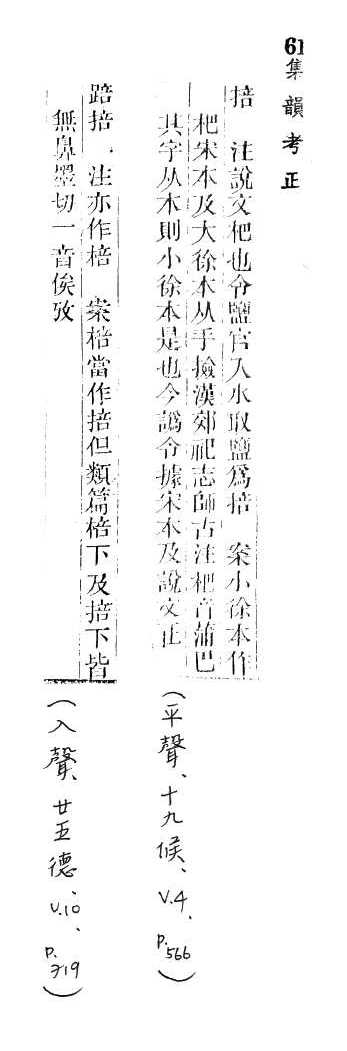 61集韻考正
掊 注說文杷也今鹽官入水取鹽爲掊 案小徐本作
杷宋本及大徐本从手撿漢郊祀志師古注杷音蒲巴
其字从木則小徐本是也今譌令據宋本及說文正
踣掊 注亦作棓 案棓當作掊但類篇棓下及掊下皆
無鼻墨切一音俟攷
(平聲、十九侯、V.4、P.566)
(入聲、廿五德、V.10、P.719)